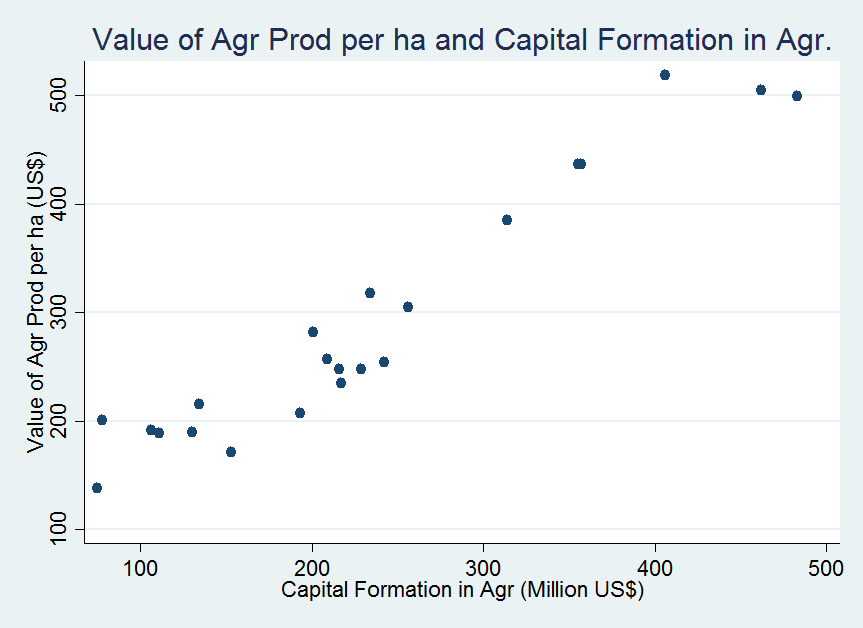 Value of Agr Prod per ha and Capital Formation in Agr.
Value of Agr Prod per ha (US$)
500
400
300
200
100
100 200 300 400 500
Capital Formation in Agr (Million US$)